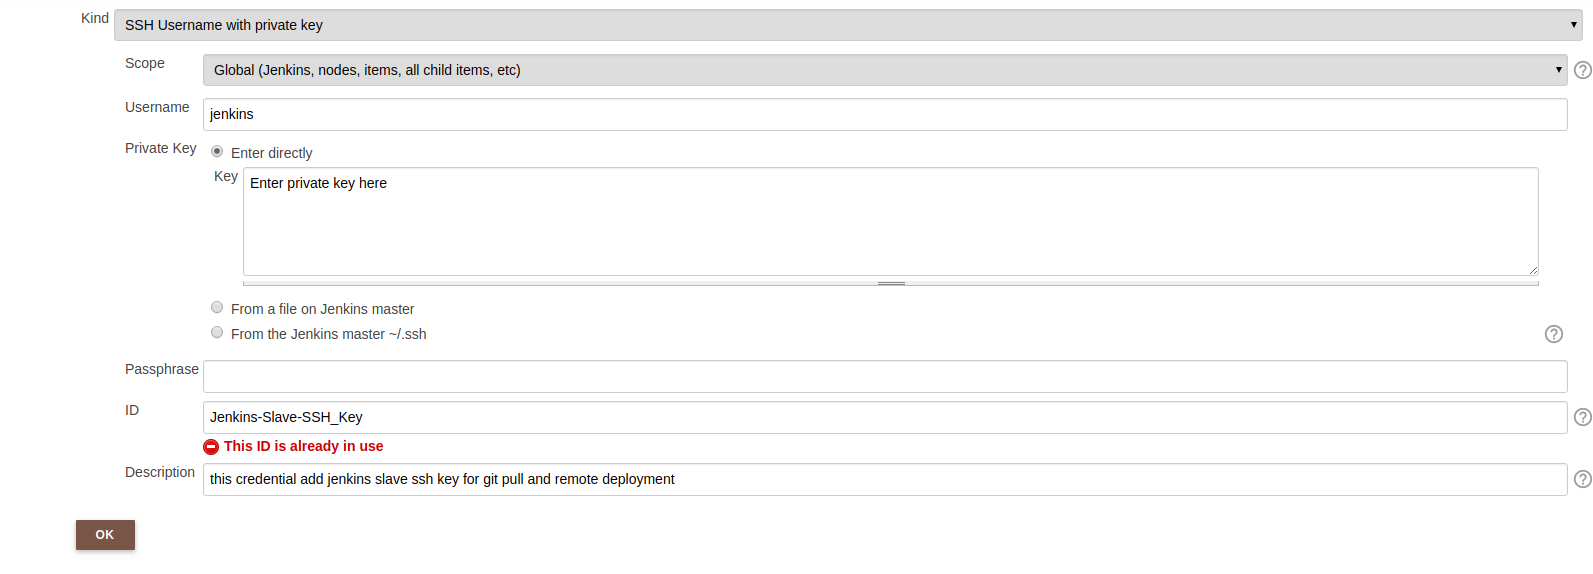 Kind SSH Username with private key
Scope Global (Jenkins, nodes, items, all child items, etc)
Username jenkins
Private Key Enter directly
Key Enter private key here
From a file on Jenkins master
From the Jenkins master ~/.ssh
Passphrase
ID Jenkins-Slave-SSH_Key
This ID is already in use
Description this credential add jenkins slave ssh key for git pull and remote deployment
OK